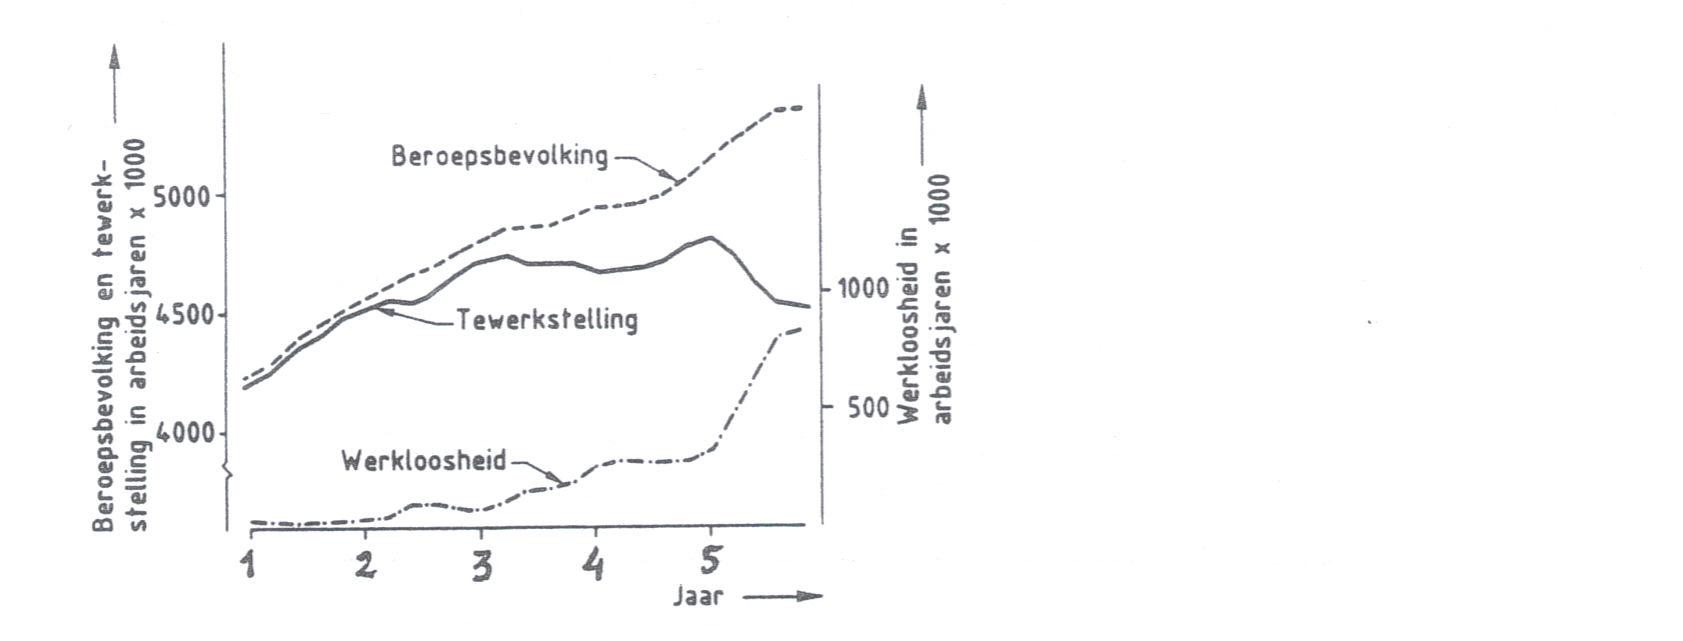 Beroepsbevolking en tewerk-
stelling in arbeidsjaren x 1000
5000
4500
4000
Beroepsbevolking
Tewerkstelling
Werkloosheid
1000
500
Werkloosheid in
arbeidsjaren x 1000
1 2 3 4 5
Jaar